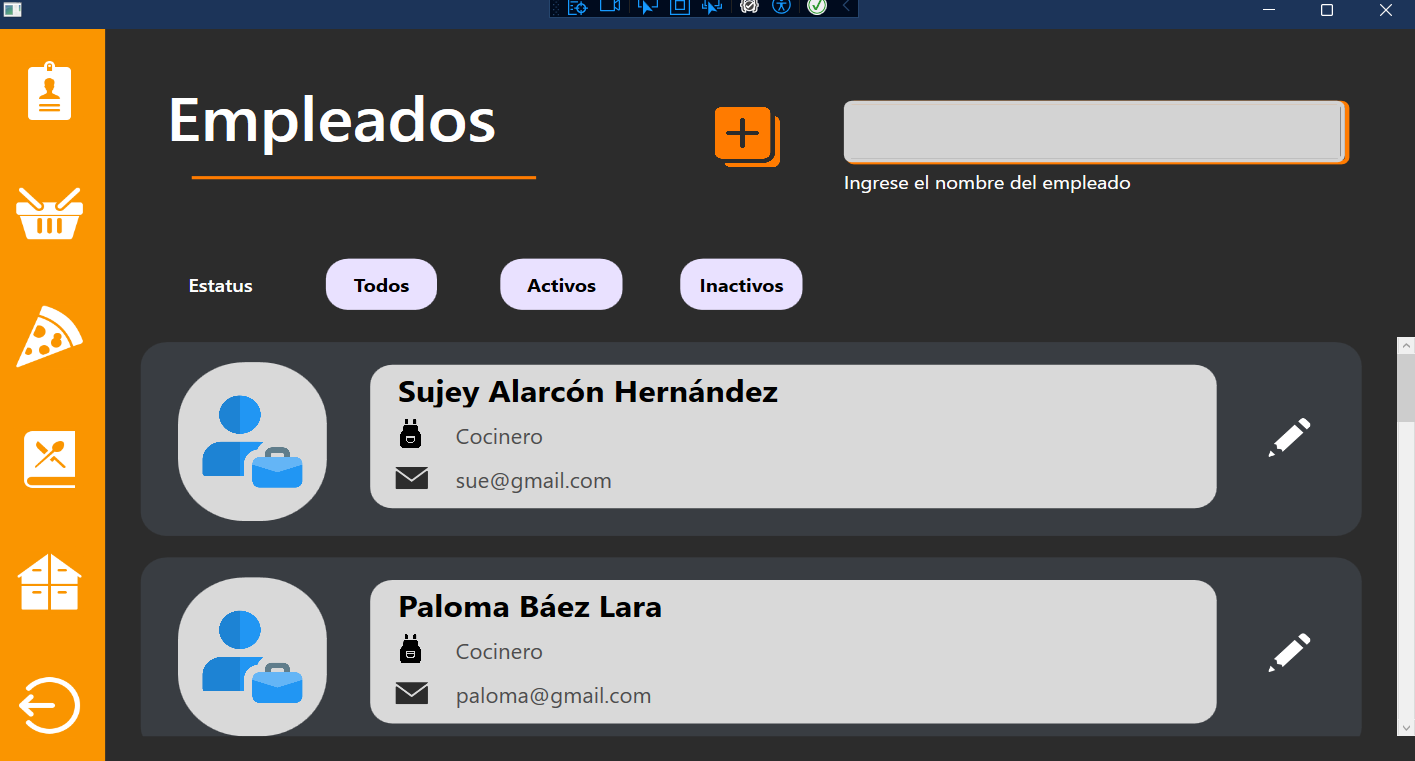 Empleados
Ingrese el nombre del empleado
Estatus
Todos
Activos
Inactivos
Sujey Alarcón Hernández
Cocinero
sue@gmail.com
Paloma Báez Lara
Cocinero
paloma@gmail.com